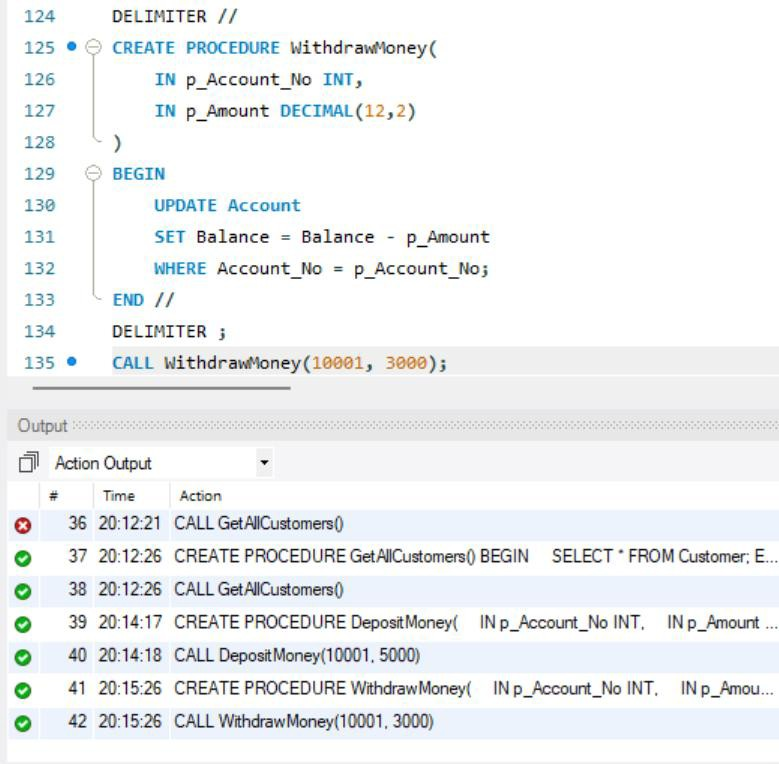 124 DELIMITER //
125 CREATE PROCEDURE WithdrawMoney(
126 IN p_Account_No INT,
127 IN p_Amount DECIMAL(12,2)
128 )
129 BEGIN
130 UPDATE Account
131 SET Balance = Balance - p_Amount
132 WHERE Account_No = p_Account_No;
133 END //
134 DELIMITER ;
135 CALL WithdrawMoney(10001, 3000);
Output
Action Output
# Time Action
36 20:12:21 CALL GetAllCustomers()
37 20:12:26 CREATE PROCEDURE GetAllCustomers() BEGIN SELECT * FROM Customer; E...
38 20:12:26 CALL GetAllCustomers()
39 20:14:17 CREATE PROCEDURE DepositMoney( IN p_Account_No INT, IN p_Amount ...
40 20:14:18 CALL DepositMoney(10001, 5000)
41 20:15:26 CREATE PROCEDURE WithdrawMoney( IN p_Account_No INT, IN p_Amou...
42 20:15:26 CALL WithdrawMoney(10001, 3000)